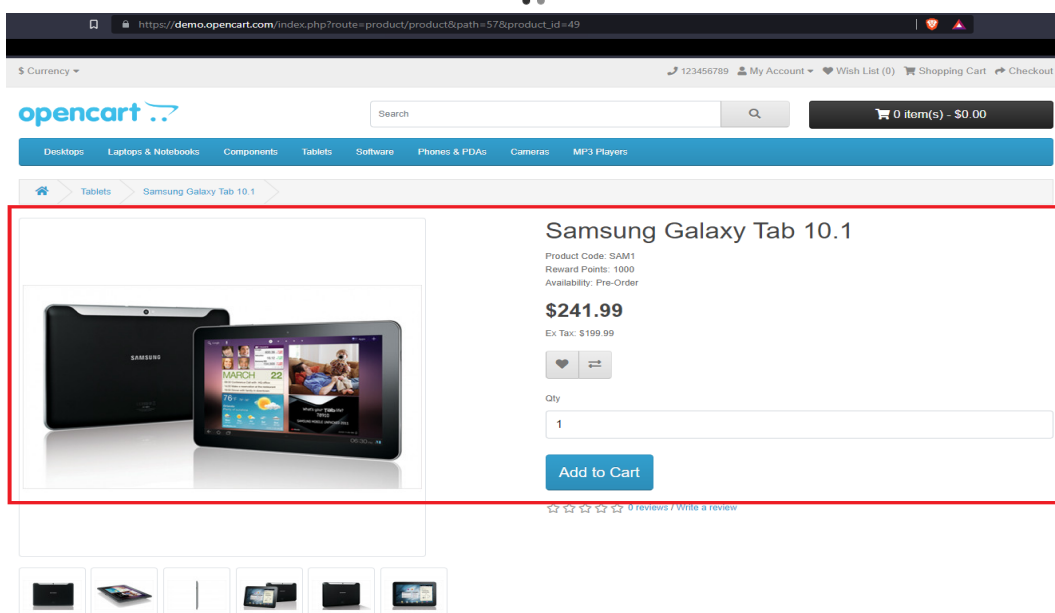 https://demo.opencart.com/index.php?route=product/product&path=57&product_id=49
$ Currency 123456789 My Account Wish List (0) Shopping Cart Checkout
opencart Search 0 item(s) - $0.00
Desktops Laptops & Notebooks Components Tablets Software Phones & PDAs Cameras MP3 Players
Tablets Samsung Galaxy Tab 10.1
Samsung Galaxy Tab 10.1
Product Code: SAM1
Reward Points: 1000
Availability: Pre-Order
$241.99
Ex Tax: $199.99
SAMSUNG
MARCH 22
76°
Qty
1
Add to Cart
0 reviews / Write a review